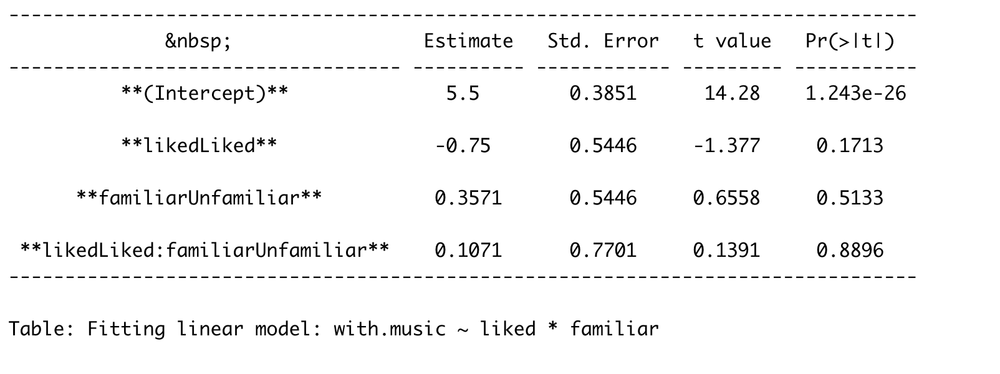 ---------------------------------------------------------------------------------
              &nbsp;                 Estimate   Std. Error   t value   Pr(>|t|)
----------------------------------- ---------- ------------ --------- -----------
          **(Intercept)**              5.5        0.3851      14.28    1.243e-26
          **likedLiked**              -0.75       0.5446     -1.377     0.1713
      **familiarUnfamiliar**          0.3571      0.5446     0.6558     0.5133
 **likedLiked:familiarUnfamiliar**    0.1071      0.7701     0.1391     0.8896
---------------------------------------------------------------------------------
Table: Fitting linear model: with.music ~ liked * familiar